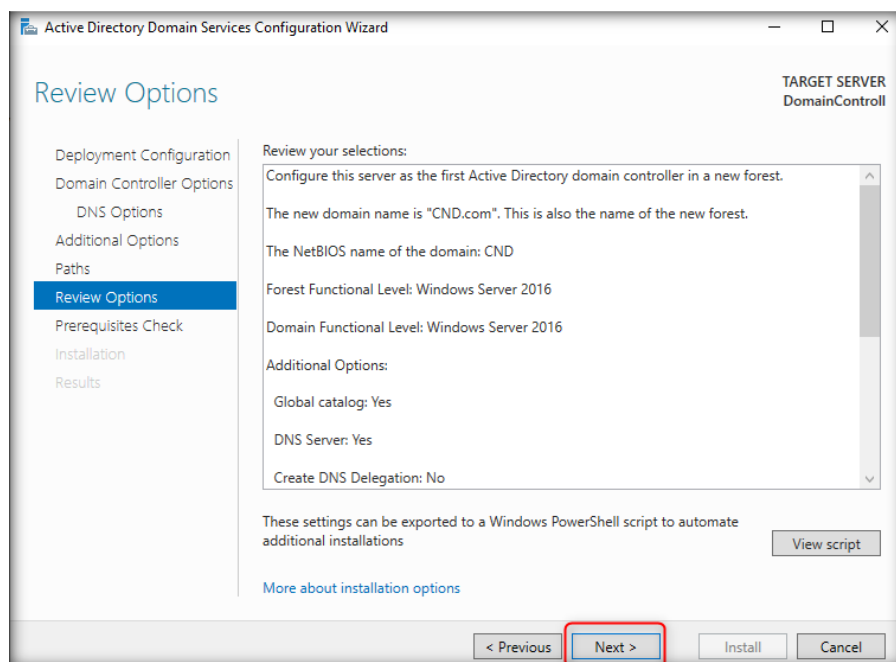 Active Directory Domain Services Configuration Wizard
Review Options
TARGET SERVER
DomainControll
Deployment Configuration
Domain Controller Options
DNS Options
Additional Options
Paths
Review Options
Prerequisites Check
Installation
Results
Review your selections:
Configure this server as the first Active Directory domain controller in a new forest.
The new domain name is "CND.com". This is also the name of the new forest.
The NetBIOS name of the domain: CND
Forest Functional Level: Windows Server 2016
Domain Functional Level: Windows Server 2016
Additional Options:
Global catalog: Yes
DNS Server: Yes
Create DNS Delegation: No
These settings can be exported to a Windows PowerShell script to automate
additional installations
View script
More about installation options
< Previous
Next >
Install
Cancel